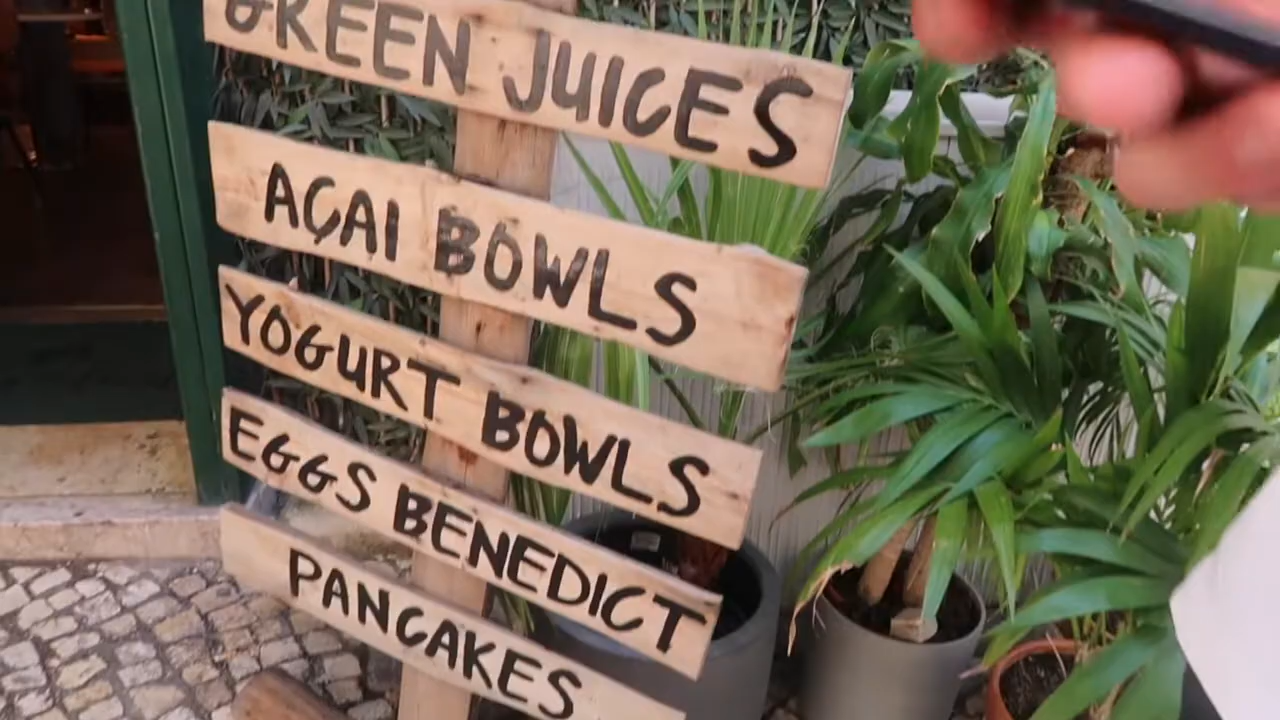 GREEN JUICES
AÇAI BOWLS
YOGURT BOWLS
EGGS BENEDICT
PANCAKES